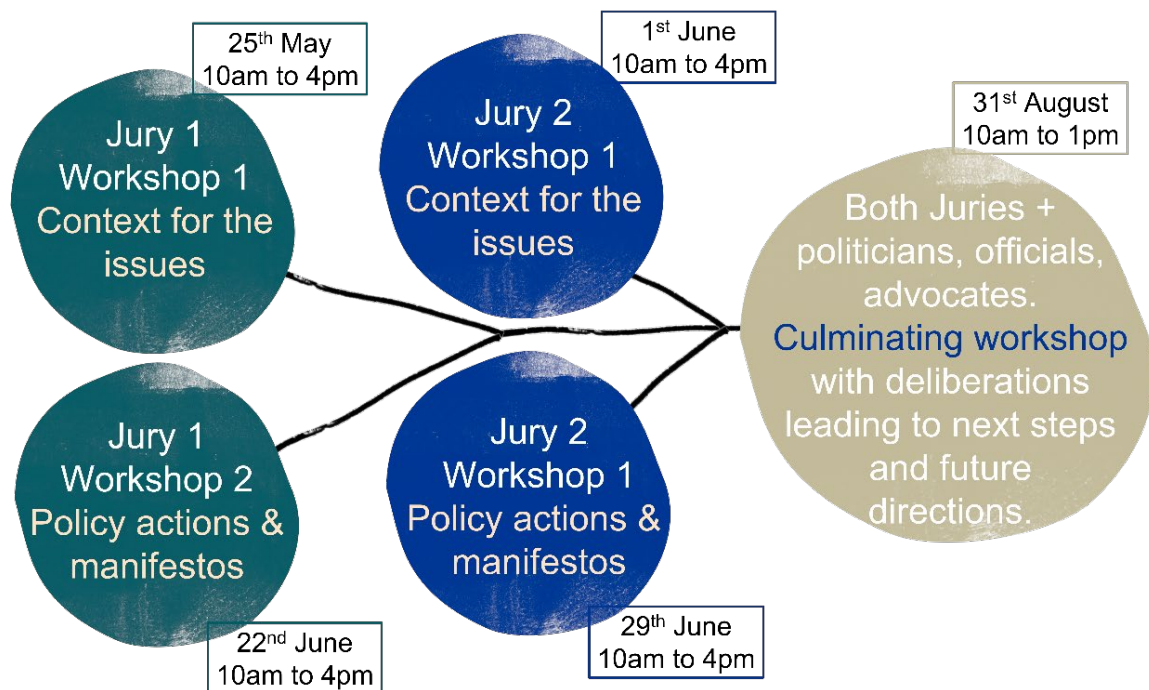 25th May
10am to 4pm
Jury 1
Workshop 1
Context for the
issues
1st June
10am to 4pm
Jury 2
Workshop 1
Context for the
issues
Jury 1
Workshop 2
Policy actions &
manifestos
22nd June
10am to 4pm
Jury 2
Workshop 1
Policy actions &
manifestos
29th June
10am to 4pm
31st August
10am to 1pm
Both Juries +
politicians, officials,
advocates.
Culminating workshop
with deliberations
leading to next steps
and future
directions.